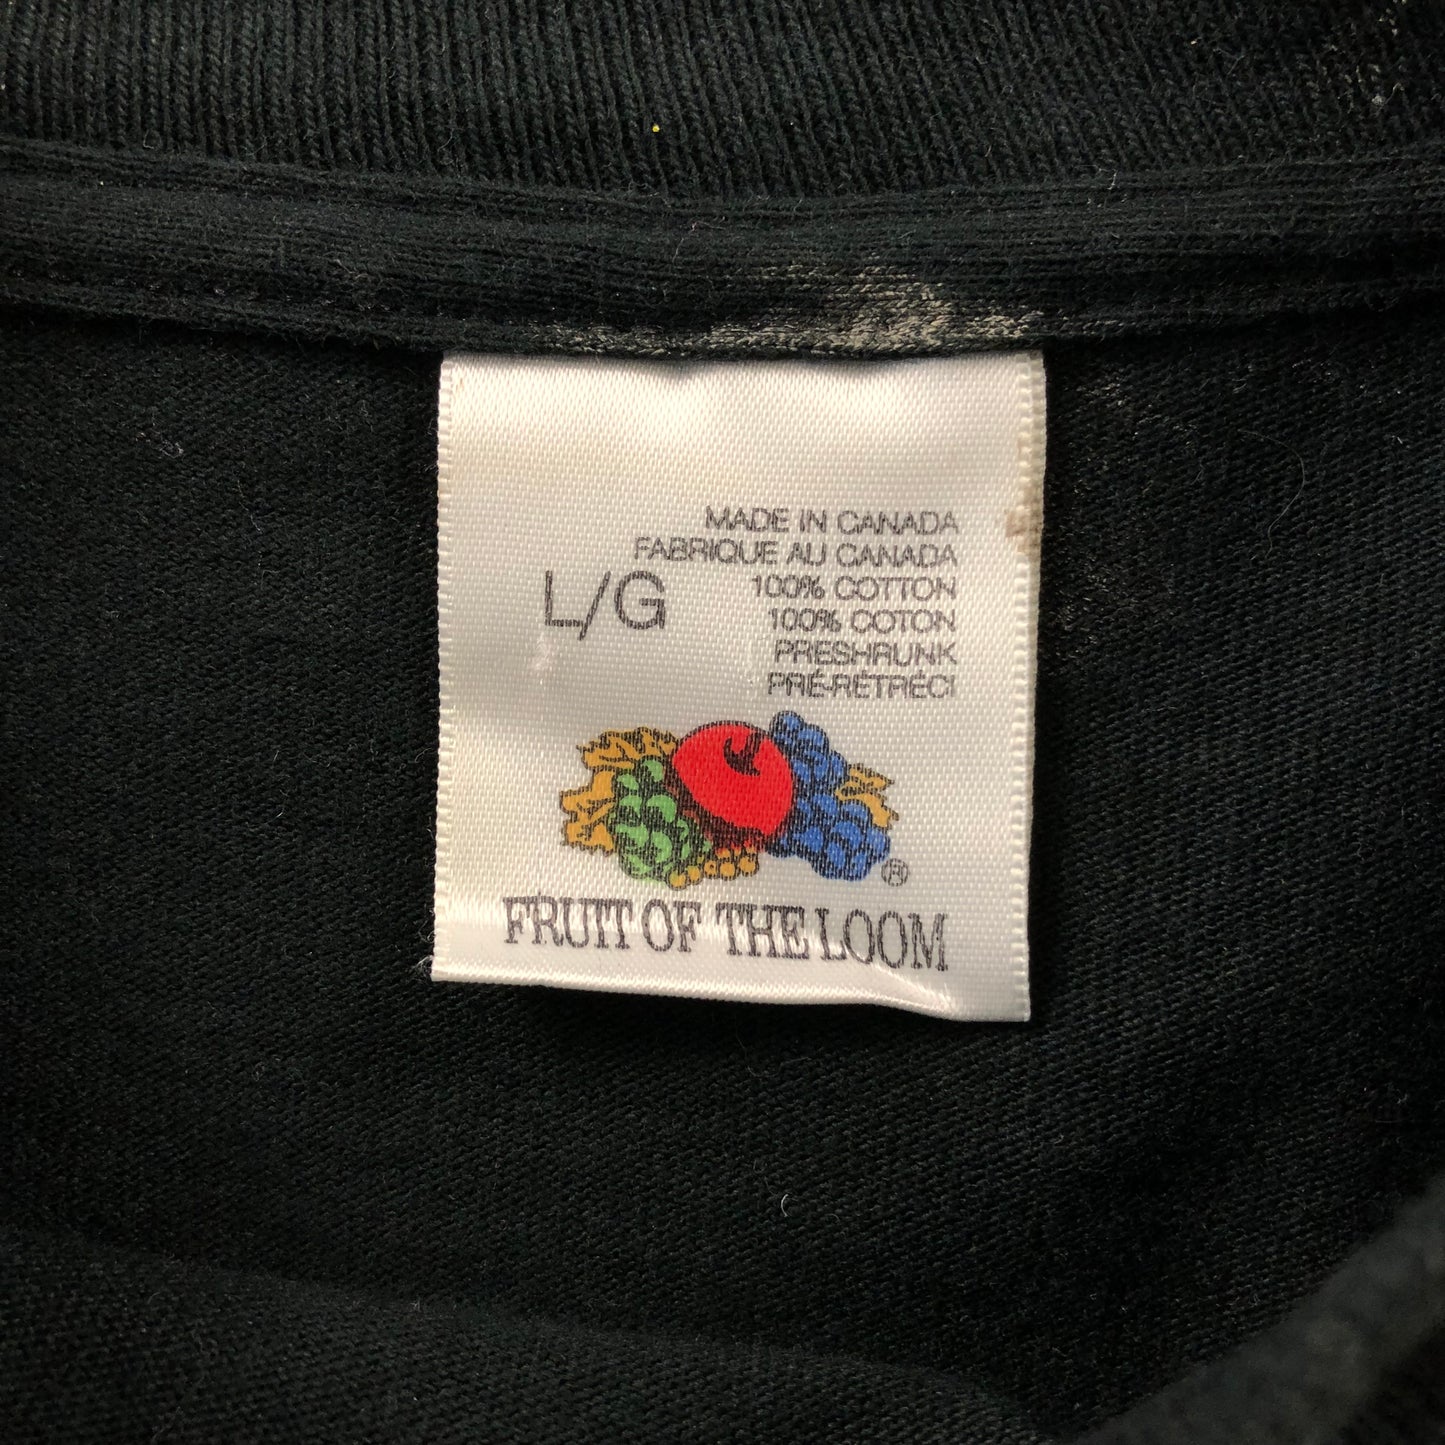 MADE IN CANADA
FABRIQUE AU CANADA
L/G
100% COTTON
100% COTON
PRESHRUNK
PRÉ-RÉTRÉCI
®
FRUIT OF THE LOOM